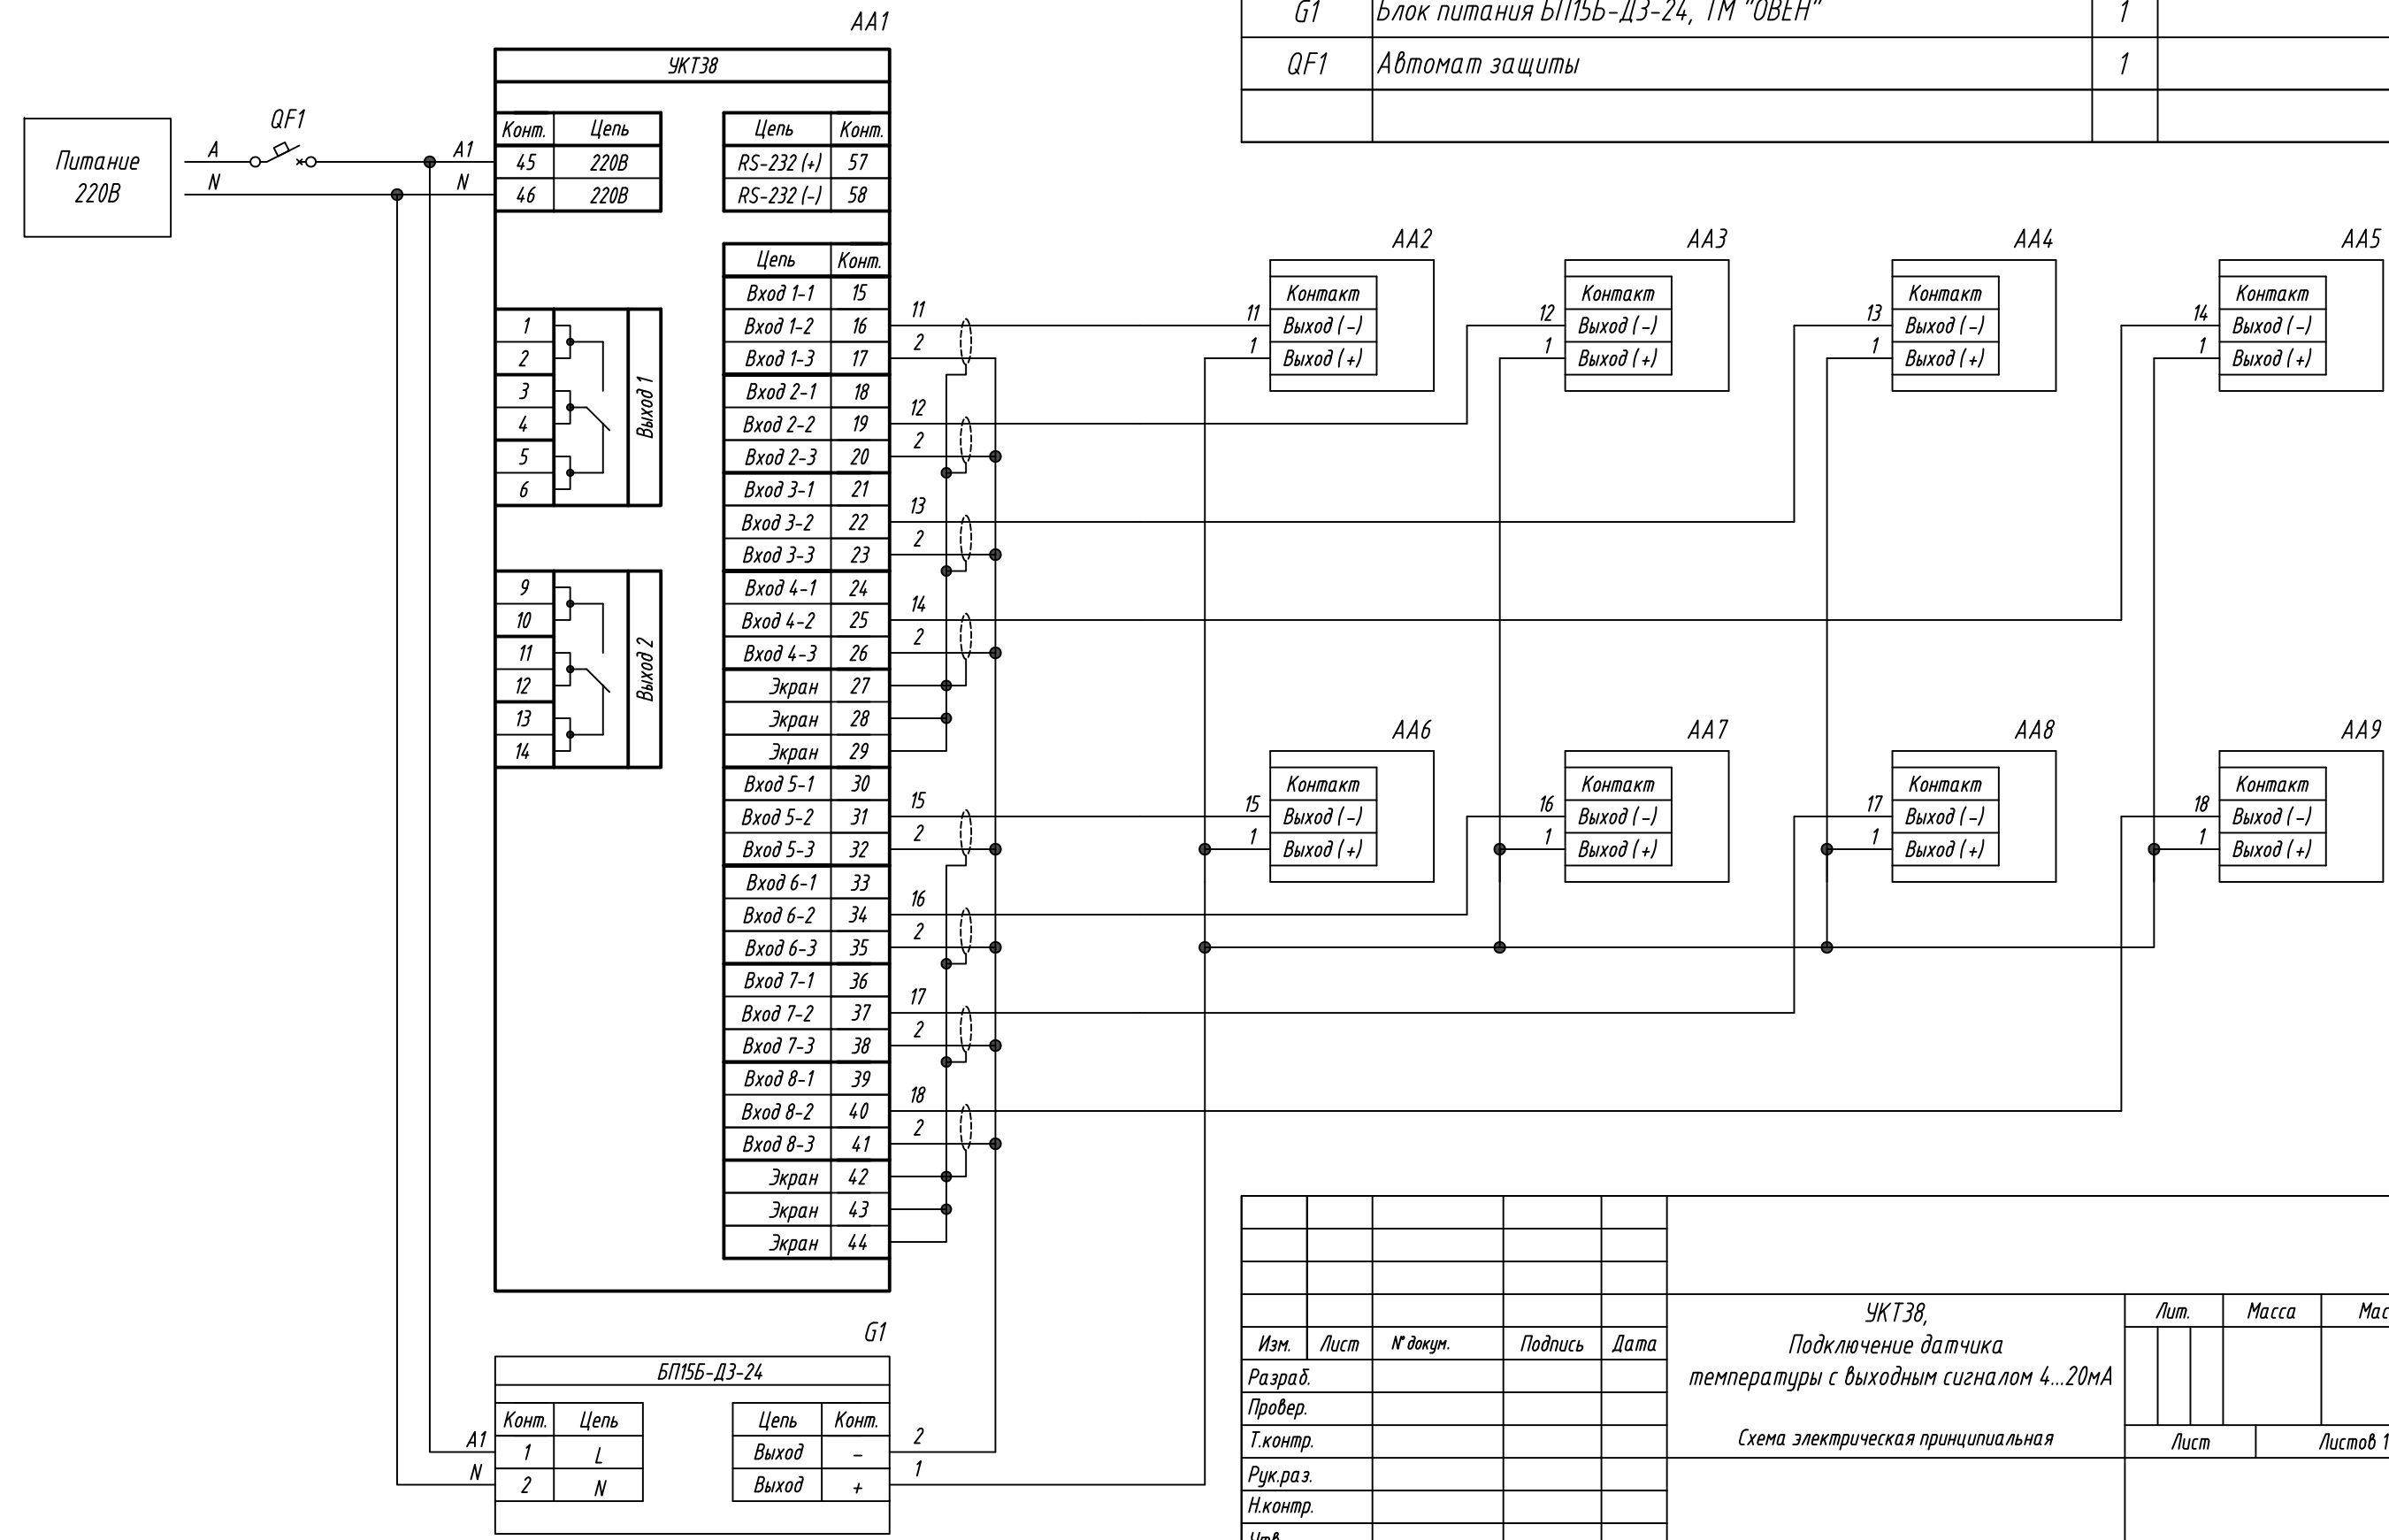 G1 Блок питания БП15Б-Д3-24, ТМ "ОВЕН" 1
QF1 Автомат защиты 1
AA1
УКТ38
Питание
220В
QF1
A
N
A1
N
Конт. Цепь
45 220В
46 220В
Цепь Конт.
RS-232 (+) 57
RS-232 (-) 58
Цепь Конт.
Вход 1-1 15
Вход 1-2 16
Вход 1-3 17
Вход 2-1 18
Вход 2-2 19
Вход 2-3 20
Вход 3-1 21
Вход 3-2 22
Вход 3-3 23
Вход 4-1 24
Вход 4-2 25
Вход 4-3 26
Экран 27
Экран 28
Экран 29
Вход 5-1 30
Вход 5-2 31
Вход 5-3 32
Вход 6-1 33
Вход 6-2 34
Вход 6-3 35
Вход 7-1 36
Вход 7-2 37
Вход 7-3 38
Вход 8-1 39
Вход 8-2 40
Вход 8-3 41
Экран 42
Экран 43
Экран 44
1
2
3
4
5
6
Выход 1
9
10
11
12
13
14
Выход 2
11
2
12
2
13
2
14
2
15
2
16
2
17
2
18
2
AA2
Контакт
11 Выход (-)
1 Выход (+)
AA3
Контакт
12 Выход (-)
1 Выход (+)
AA4
Контакт
13 Выход (-)
1 Выход (+)
AA5
Контакт
14 Выход (-)
1 Выход (+)
AA6
Контакт
15 Выход (-)
1 Выход (+)
AA7
Контакт
16 Выход (-)
1 Выход (+)
AA8
Контакт
17 Выход (-)
1 Выход (+)
AA9
Контакт
18 Выход (-)
1 Выход (+)
G1
БП15Б-Д3-24
Конт. Цепь
A1 1 L
N 2 N
Цепь Конт.
Выход - 2
Выход + 1
Изм. Лист № докум. Подпись Дата
Разраб.
Провер.
Т.контр.
Рук.раз.
Н.контр.
Утв.
УКТ38,
Подключение датчика
температуры с выходным сигналом 4...20мА
Схема электрическая принципиальная
Лит. Масса Мас
Лист Листов 1